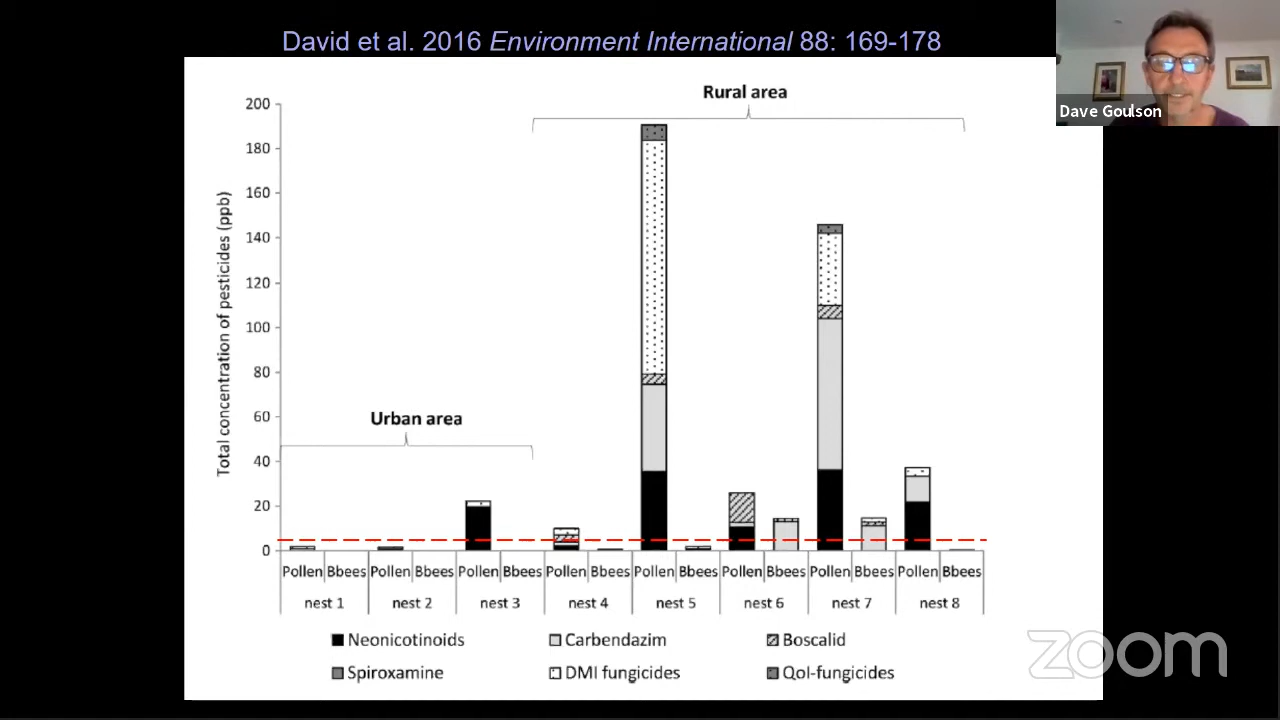 David et al. 2016 Environment International 88: 169-178
Dave Goulson
Rural area
Urban area
Total concentration of pesticides (ppb)
200
180
160
140
120
100
80
60
40
20
0
Pollen Bbees Pollen Bbees Pollen Bbees Pollen Bbees Pollen Bbees Pollen Bbees Pollen Bbees Pollen Bbees
nest 1 nest 2 nest 3 nest 4 nest 5 nest 6 nest 7 nest 8
Neonicotinoids Carbendazim Boscalid
Spiroxamine DMI fungicides QoI-fungicides
zoom